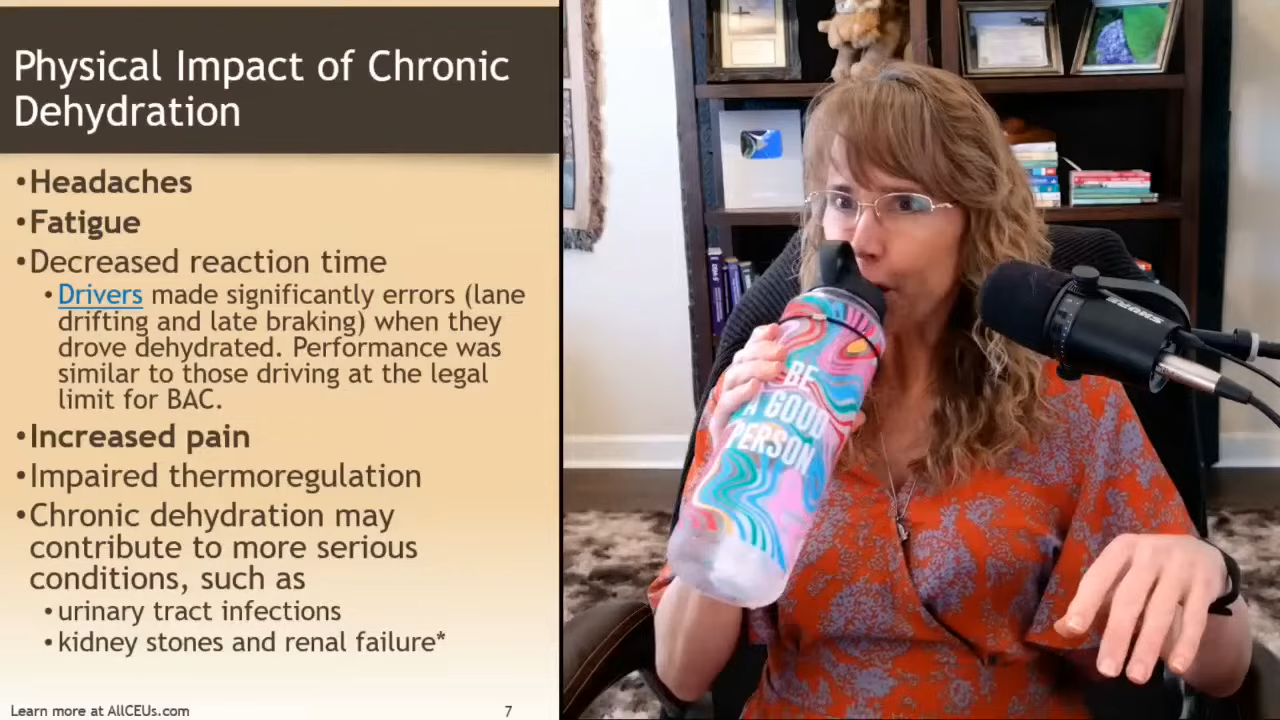 Physical Impact of Chronic
Dehydration
•Headaches
•Fatigue
•Decreased reaction time
•Drivers made significantly errors (lane
drifting and late braking) when they
drove dehydrated. Performance was
similar to those driving at the legal
limit for BAC.
•Increased pain
•Impaired thermoregulation
•Chronic dehydration may
contribute to more serious
conditions, such as
•urinary tract infections
•kidney stones and renal failure*
Learn more at AllCEUs.com
7
BE
A GOOD
PERSON
SHURE